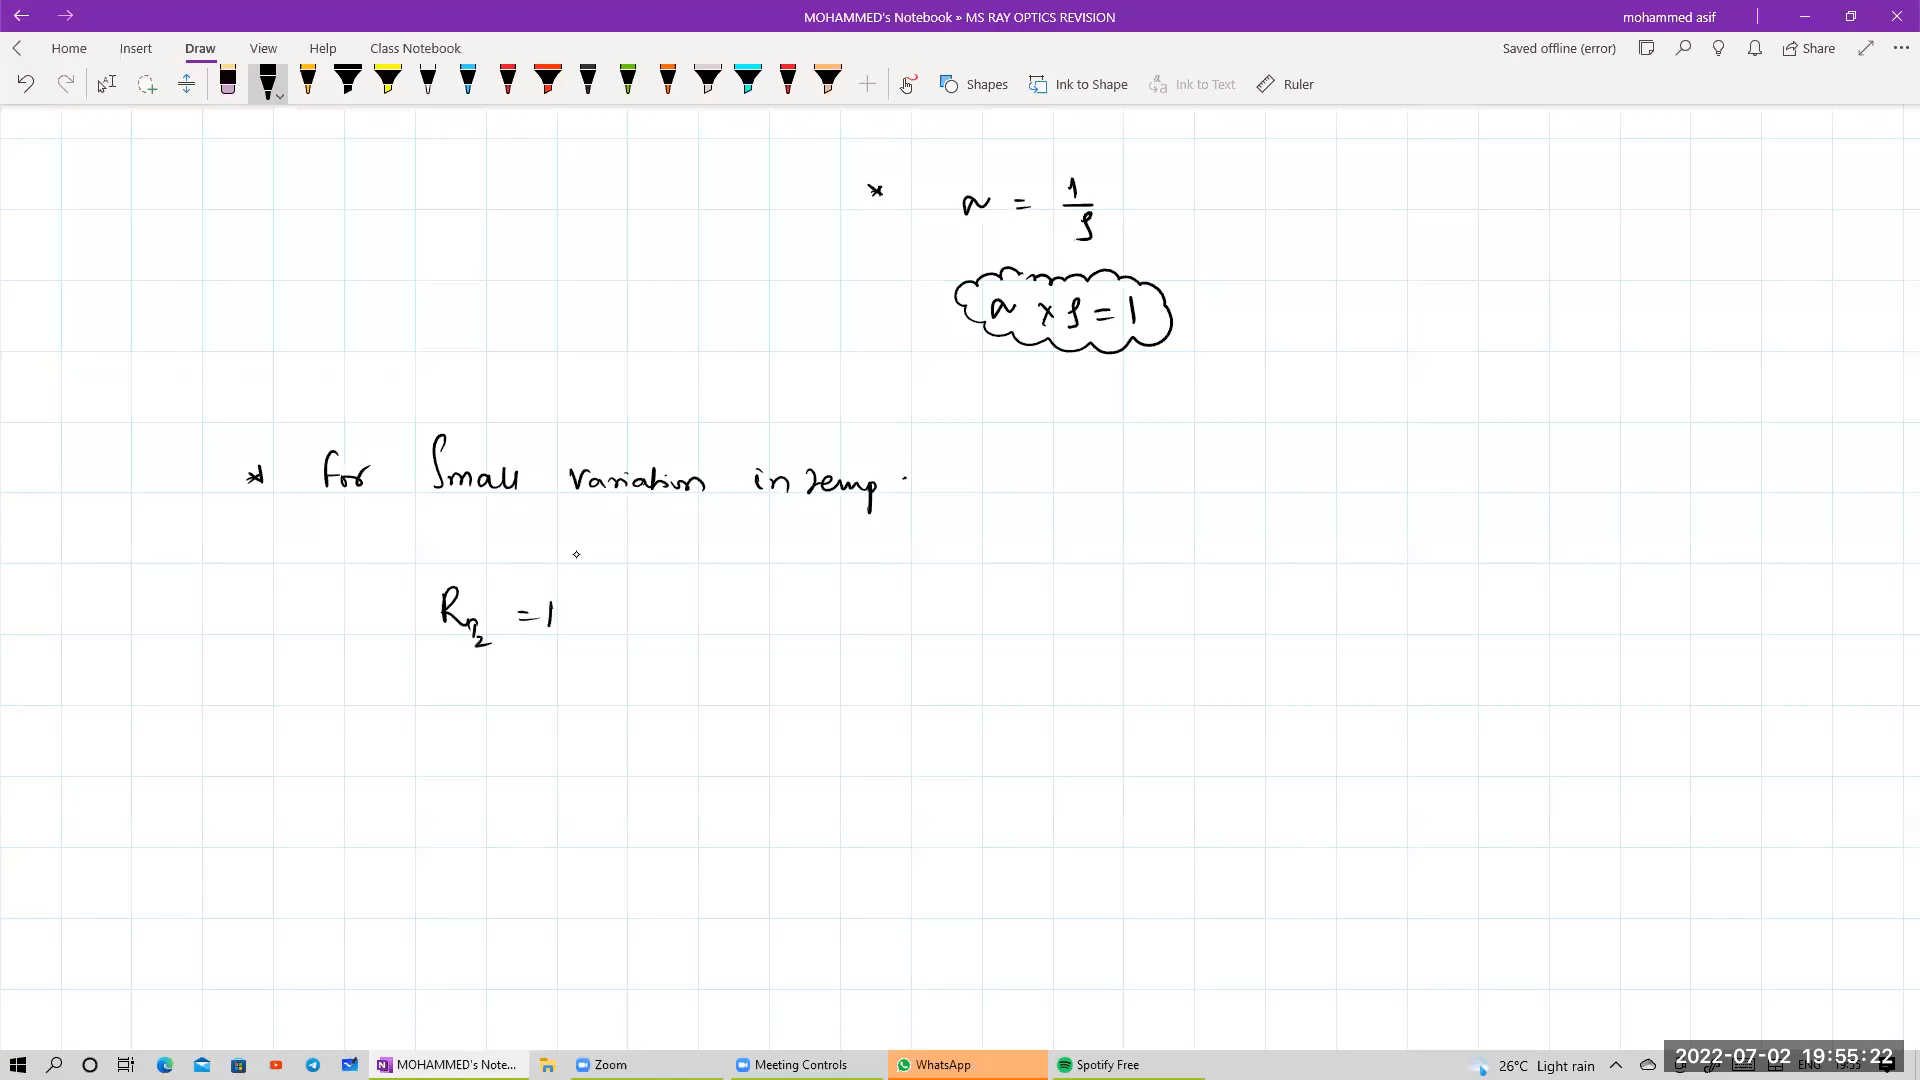 MOHAMMED's Notebook » MS RAY OPTICS REVISION
mohammed asif
Home Insert Draw View Help Class Notebook
Saved offline (error)
Share
Shapes
Ink to Shape
Ink to Text
Ruler
* σ = 1/ρ
σ × ρ = 1
* For Small Variation in Temp.
R_T2 = 1
MOHAMMED's Note...
Zoom
Meeting Controls
WhatsApp
Spotify Free
26°C Light rain
2022-07-02 19:55:22